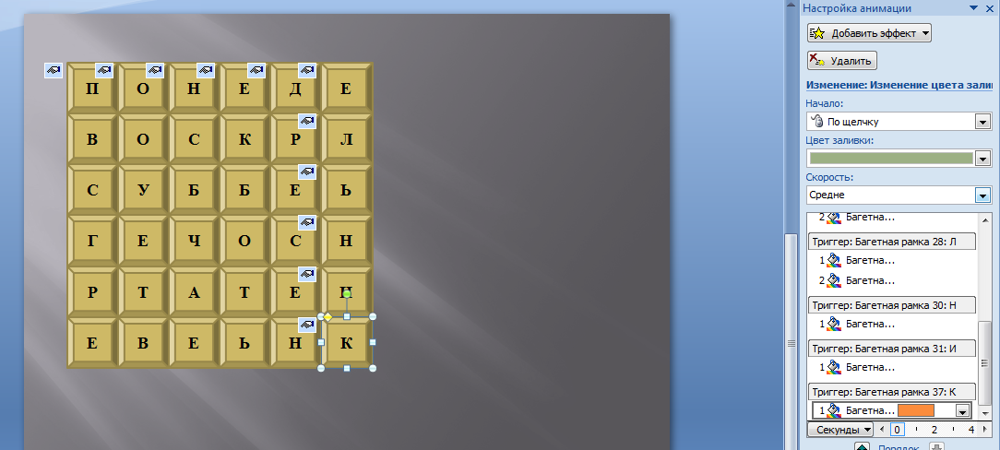 П О Н Е Д Е
В О С К Р Л
С У Б Б Е Ь
Г Е Ч О С Н
Р Т А Т Е И
Е В Е Ь Н К
Настройка анимации
Добавить эффект
Удалить
Изменение: Изменение цвета зали
Начало:
По щелчку
Цвет заливки:
Скорость:
Средне
2 Багетна...
Триггер: Багетная рамка 28: Л
1 Багетна...
2 Багетна...
Триггер: Багетная рамка 30: Н
1 Багетна...
Триггер: Багетная рамка 31: И
1 Багетна...
Триггер: Багетная рамка 37: К
1 Багетна...
Секунды 0 2 4
Порядок